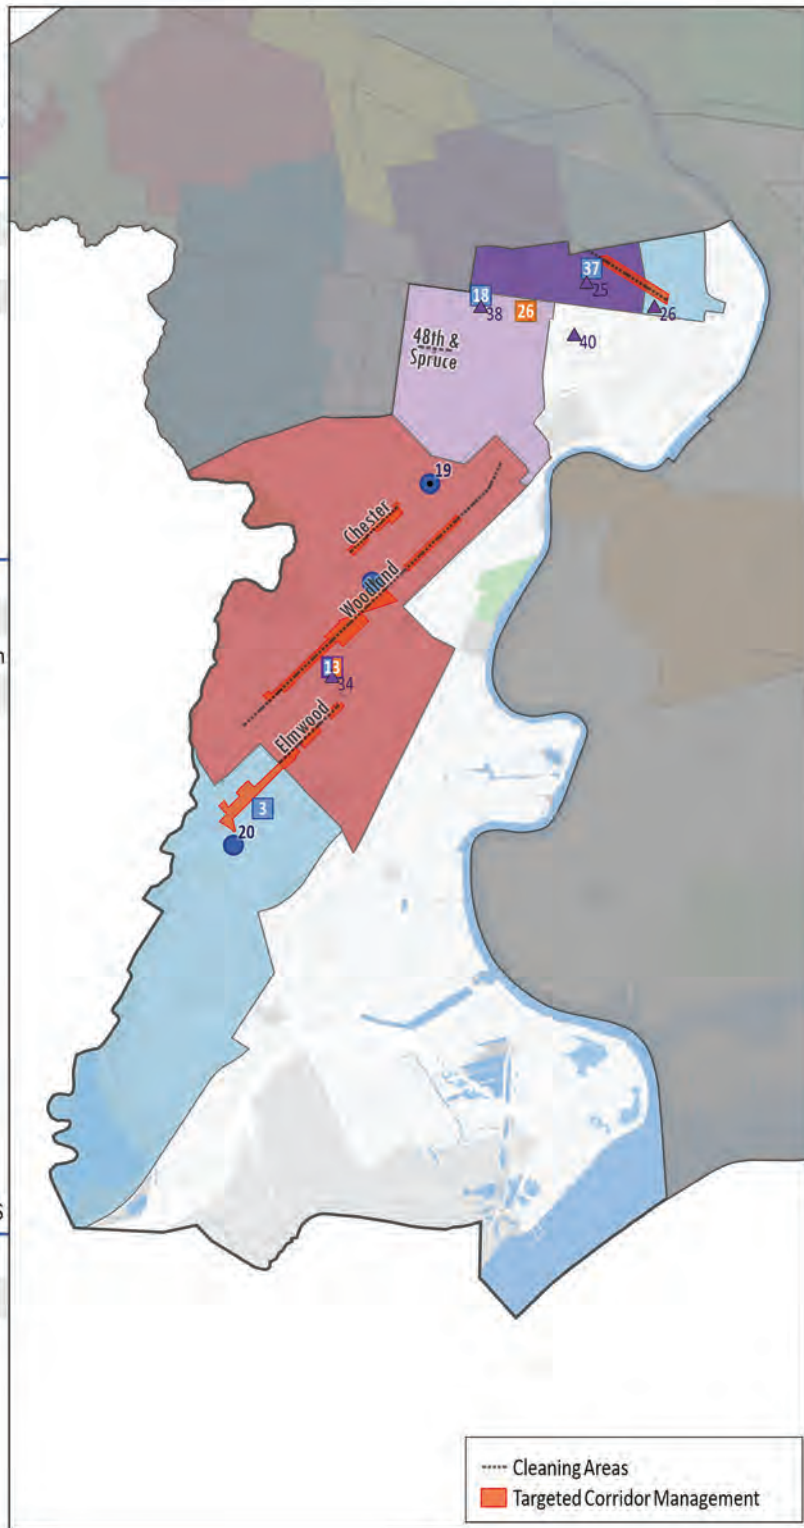 37
25
18
38
26
26
40
48th &
Spruce
19
Chester
Woodland
34
Elmwood
3
20
Cleaning Areas
Targeted Corridor Management